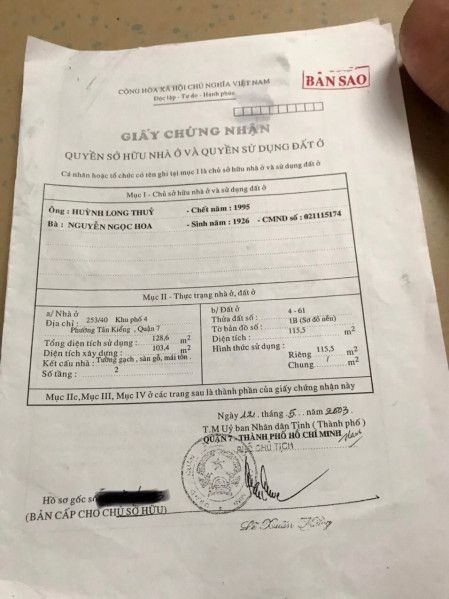 CỘNG HÒA XÃ HỘI CHỦ NGHĨA VIỆT NAM
Độc lập - Tự do - Hạnh phúc
BẢN SAO
GIẤY CHỨNG NHẬN
QUYỀN SỞ HỮU NHÀ Ở VÀ QUYỀN SỬ DỤNG ĐẤT Ở
Cá nhân hoặc tổ chức có tên ghi tại mục I là chủ sở hữu nhà ở và sử dụng đất ở
Mục I - Chủ sở hữu nhà ở và sử dụng đất ở
Ông : HUỲNH LONG THUỶ - Chết năm : 1995
Bà : NGUYỄN NGỌC HOA - Sinh năm : 1926 - CMND số : 021115174
Mục II - Thực trạng nhà ở, đất ở
a/ Nhà ở
Địa chỉ : 253/40 Khu phố 4
Phường Tân Kiểng, Quận 7
Tổng diện tích sử dụng : 128,6 m2
Diện tích xây dựng : 103,4 m2
Kết cấu nhà : Tường gạch, sàn gỗ, mái tôn
Số tầng : 2
b/ Đất ở
Thửa đất số : 4 - 61
Tờ bản đồ số : 1B (Sơ đồ nền)
Diện tích : 115,5 m2
Hình thức sử dụng :
Riêng 115,5 m2
Chung / m2
Mục IIc, Mục III, Mục IV ở các trang sau là thành phần của giấy chứng nhận này
Ngày 12 tháng 5 năm 2003
T.M Uỷ ban Nhân dân Tỉnh ( Thành phố )
QUẬN 7 - THÀNH PHỐ HỒ CHÍ MINH
PHÓ CHỦ TỊCH
Hồ sơ gốc số
(BẢN CẤP CHO CHỦ SỞ HỮU)
Lê Xuân